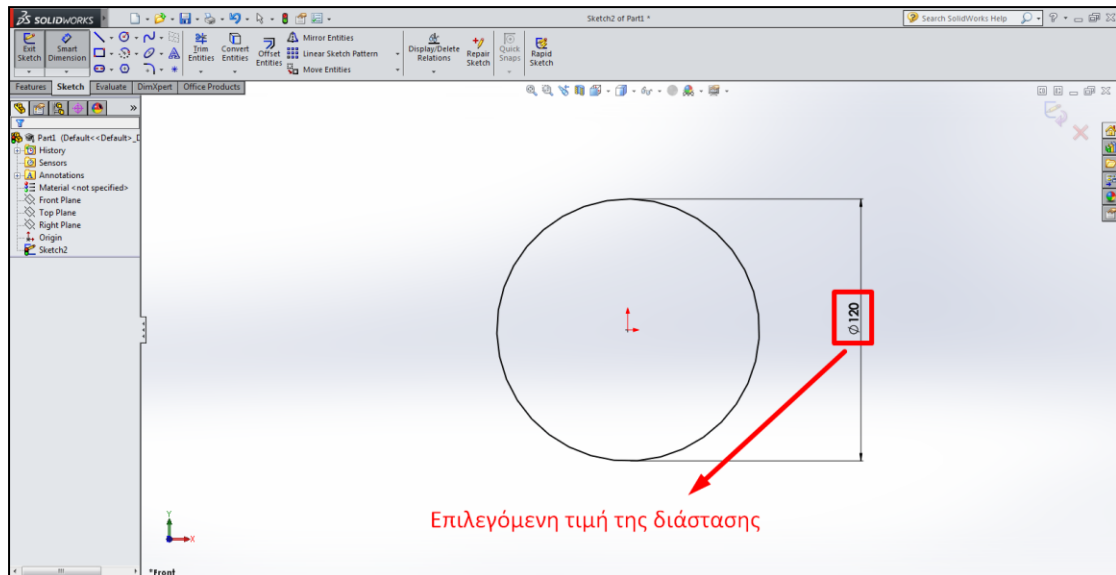 SOLIDWORKS
Sketch2 of Part1 *
Search SolidWorks Help
Exit Sketch
Smart Dimension
Trim Entities
Convert Entities
Offset Entities
Mirror Entities
Linear Sketch Pattern
Move Entities
Display/Delete Relations
Repair Sketch
Quick Snaps
Rapid Sketch
Features Sketch Evaluate DimXpert Office Products
Part1 (Default<<Default>_D
History
Sensors
Annotations
Material <not specified>
Front Plane
Top Plane
Right Plane
Origin
Sketch2
∅120
Επιλεγόμενη τιμή της διάστασης
Y
X
*Front